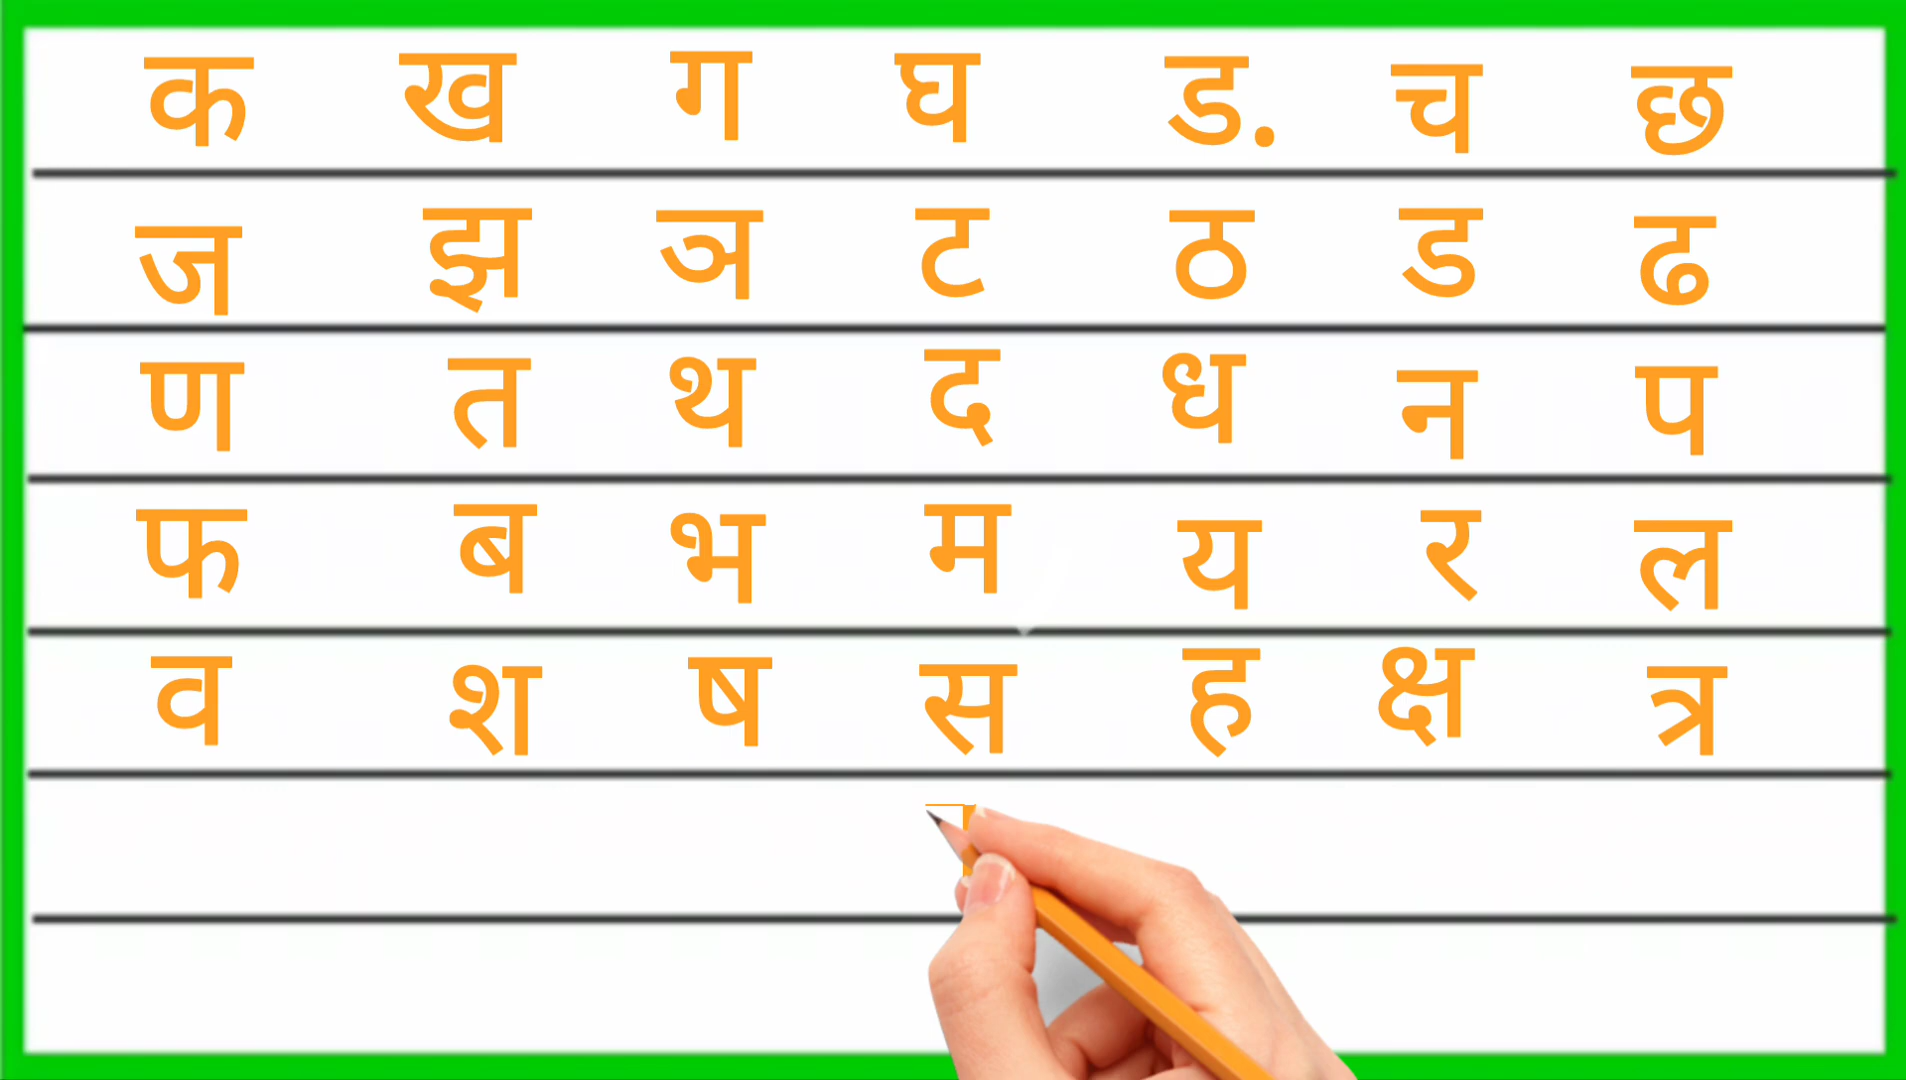 क ख ग घ ड. च छ
ज झ ञ ट ठ ड ढ
ण त थ द ध न प
फ ब भ म य र ल
व श ष स ह क्ष त्र